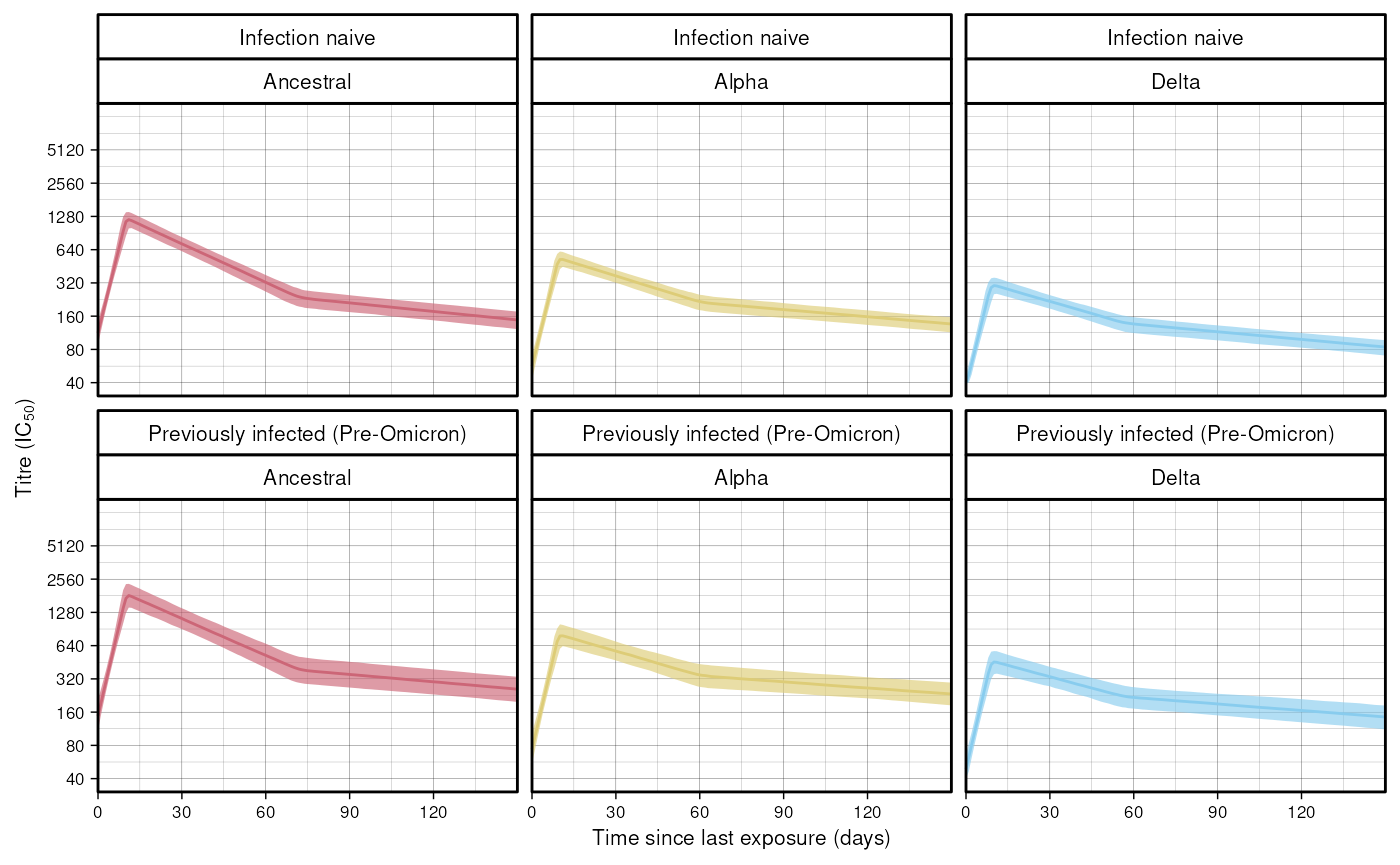 Infection naive
Infection naive
Infection naive
Ancestral
Alpha
Delta
5120
2560
1280
640
320
160
80
40
Previously infected (Pre-Omicron)
Previously infected (Pre-Omicron)
Previously infected (Pre-Omicron)
Ancestral
Alpha
Delta
5120
2560
1280
640
320
160
80
40
0 30 60 90 120
0 30 60 90 120
0 30 60 90 120
Time since last exposure (days)
Titre (IC₅₀)